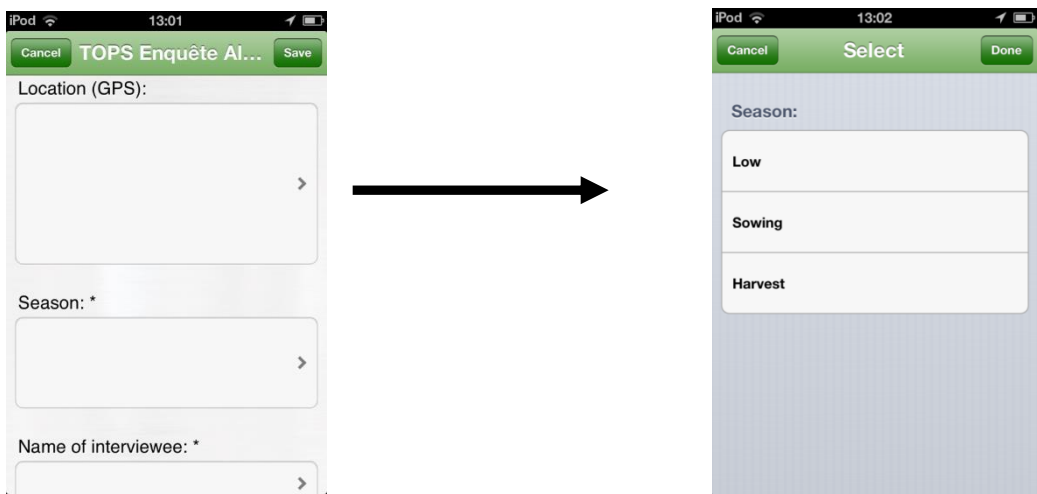 iPod 13:01
Cancel TOPS Enquête Al... Save
Location (GPS):
Season: *
Name of interviewee: *
iPod 13:02
Cancel Select Done
Season:
Low
Sowing
Harvest